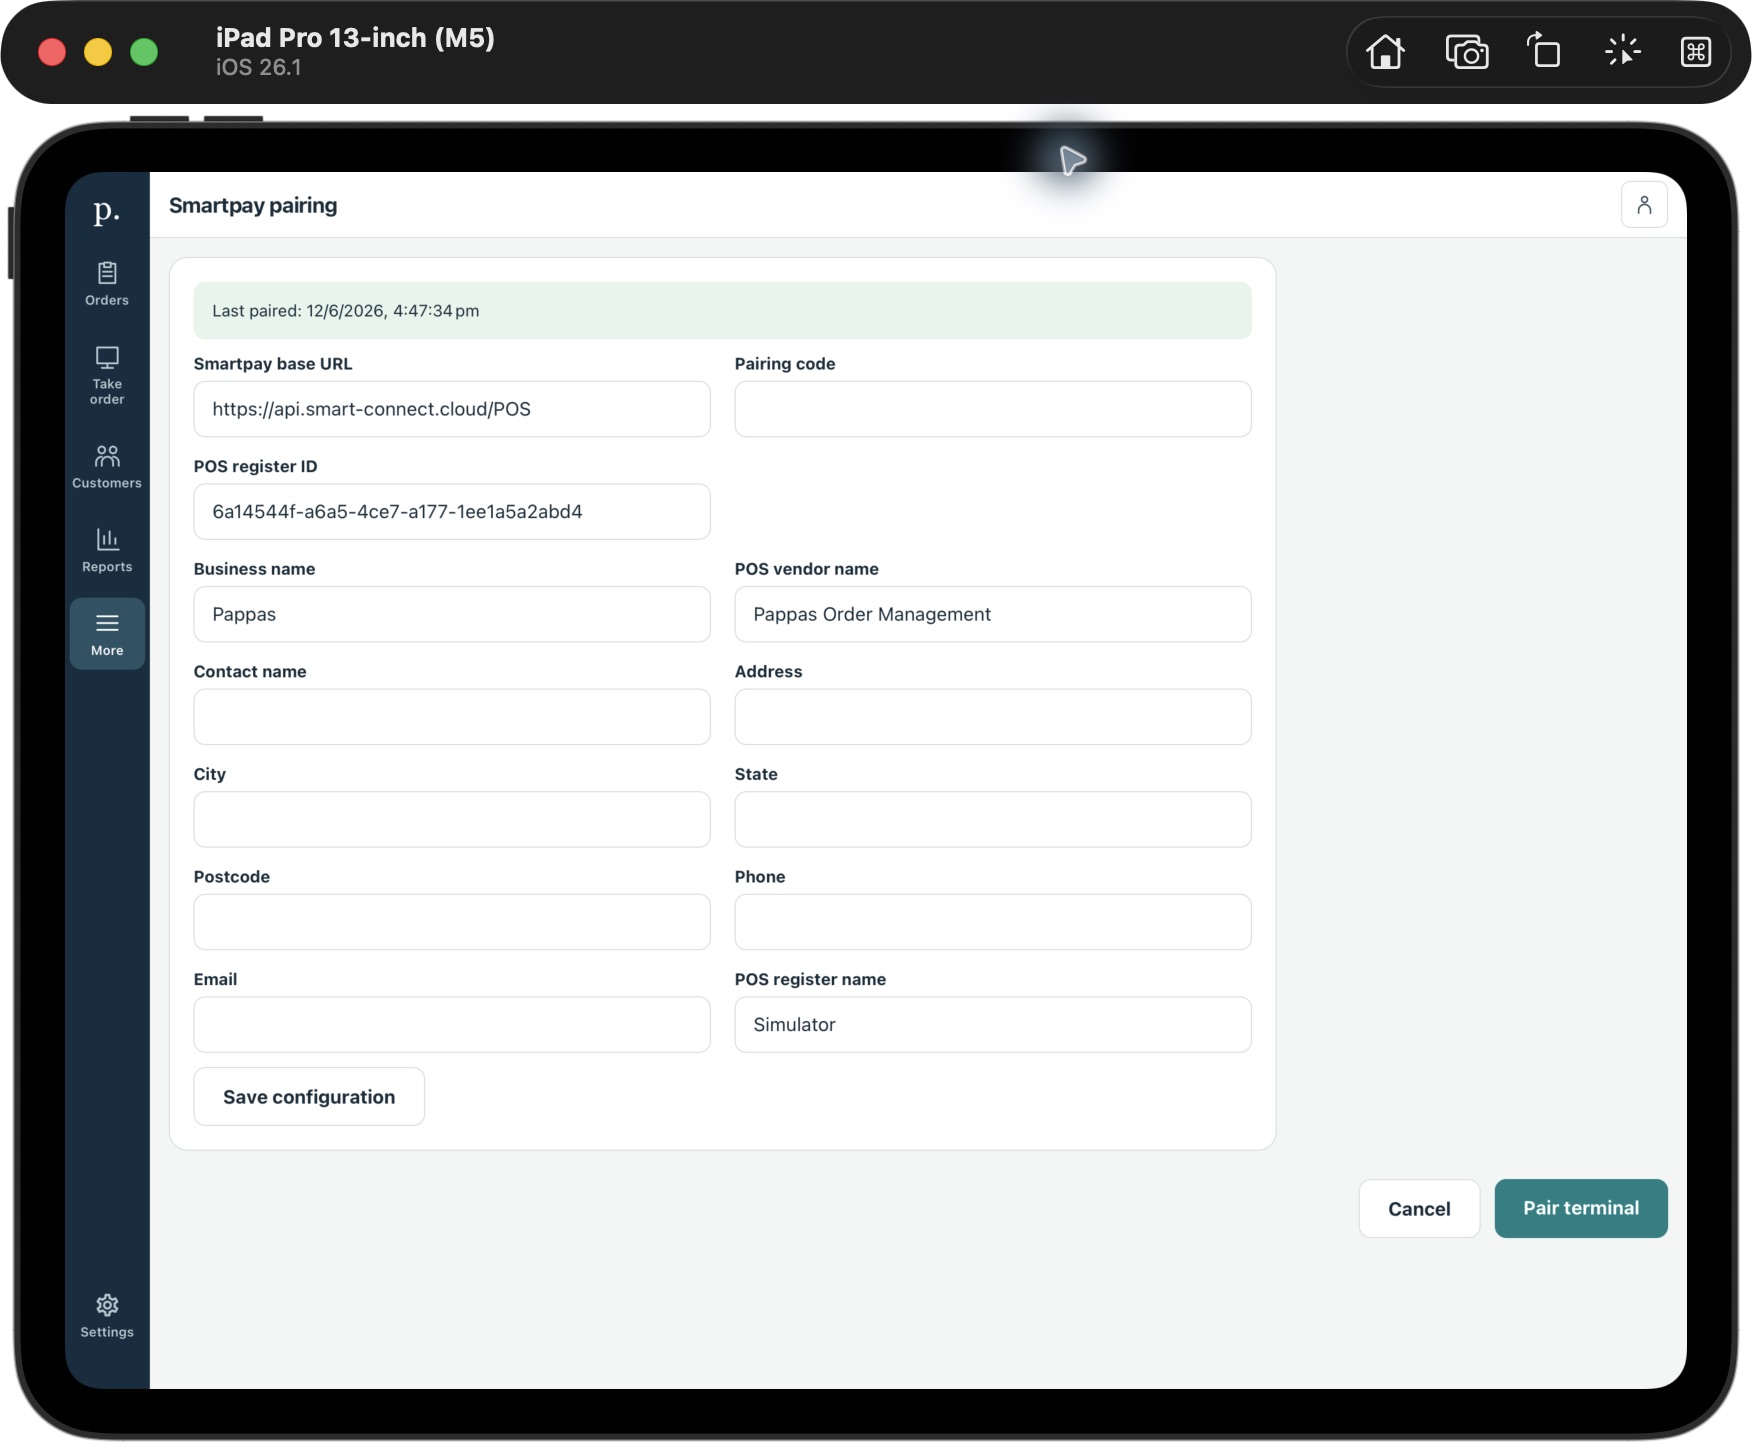 iPad Pro 13-inch (M5)
iOS 26.1
p.
Orders
Take
order
Customers
Reports
More
Settings
Smartpay pairing
Last paired: 12/6/2026, 4:47:34 pm
Smartpay base URL
https://api.smart-connect.cloud/POS
Pairing code
POS register ID
6a14544f-a6a5-4ce7-a177-1ee1a5a2abd4
Business name
Pappas
POS vendor name
Pappas Order Management
Contact name
Address
City
State
Postcode
Phone
Email
POS register name
Simulator
Save configuration
Cancel
Pair terminal